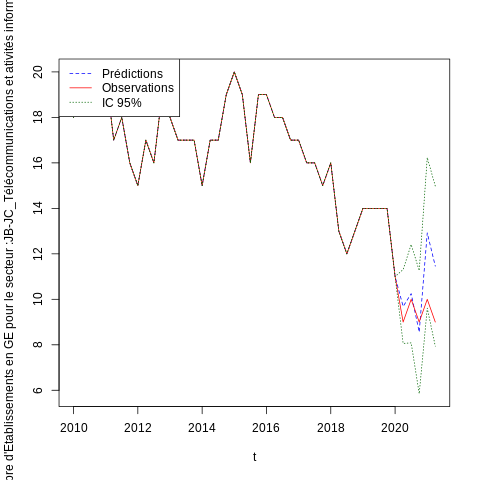 bre d'Etablissements en GE pour le secteur :JB-JC_Télécommunications et ativités inform
Prédictions
Observations
IC 95%
20
18
16
14
12
10
8
6
2010
2012
2014
2016
2018
2020
t